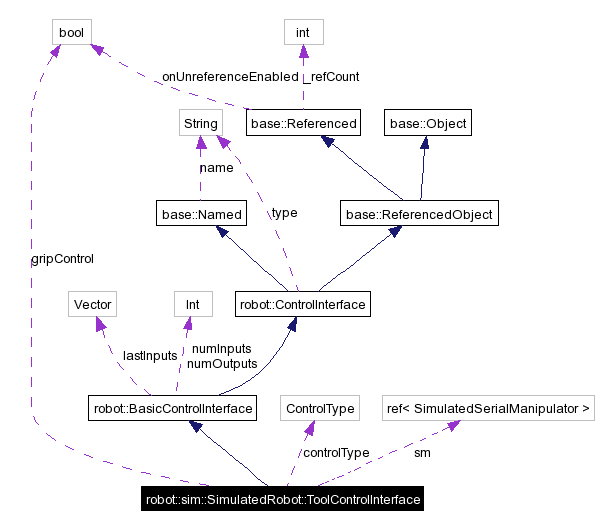 bool
int
onUnreferenceEnabled
_refCount
String
base::Referenced
base::Object
name
base::Named
base::ReferencedObject
type
gripControl
Vector
Int
robot::ControlInterface
lastInputs
numInputs
numOutputs
robot::BasicControlInterface
ControlType
ref< SimulatedSerialManipulator >
controlType
sm
robot::sim::SimulatedRobot::ToolControlInterface